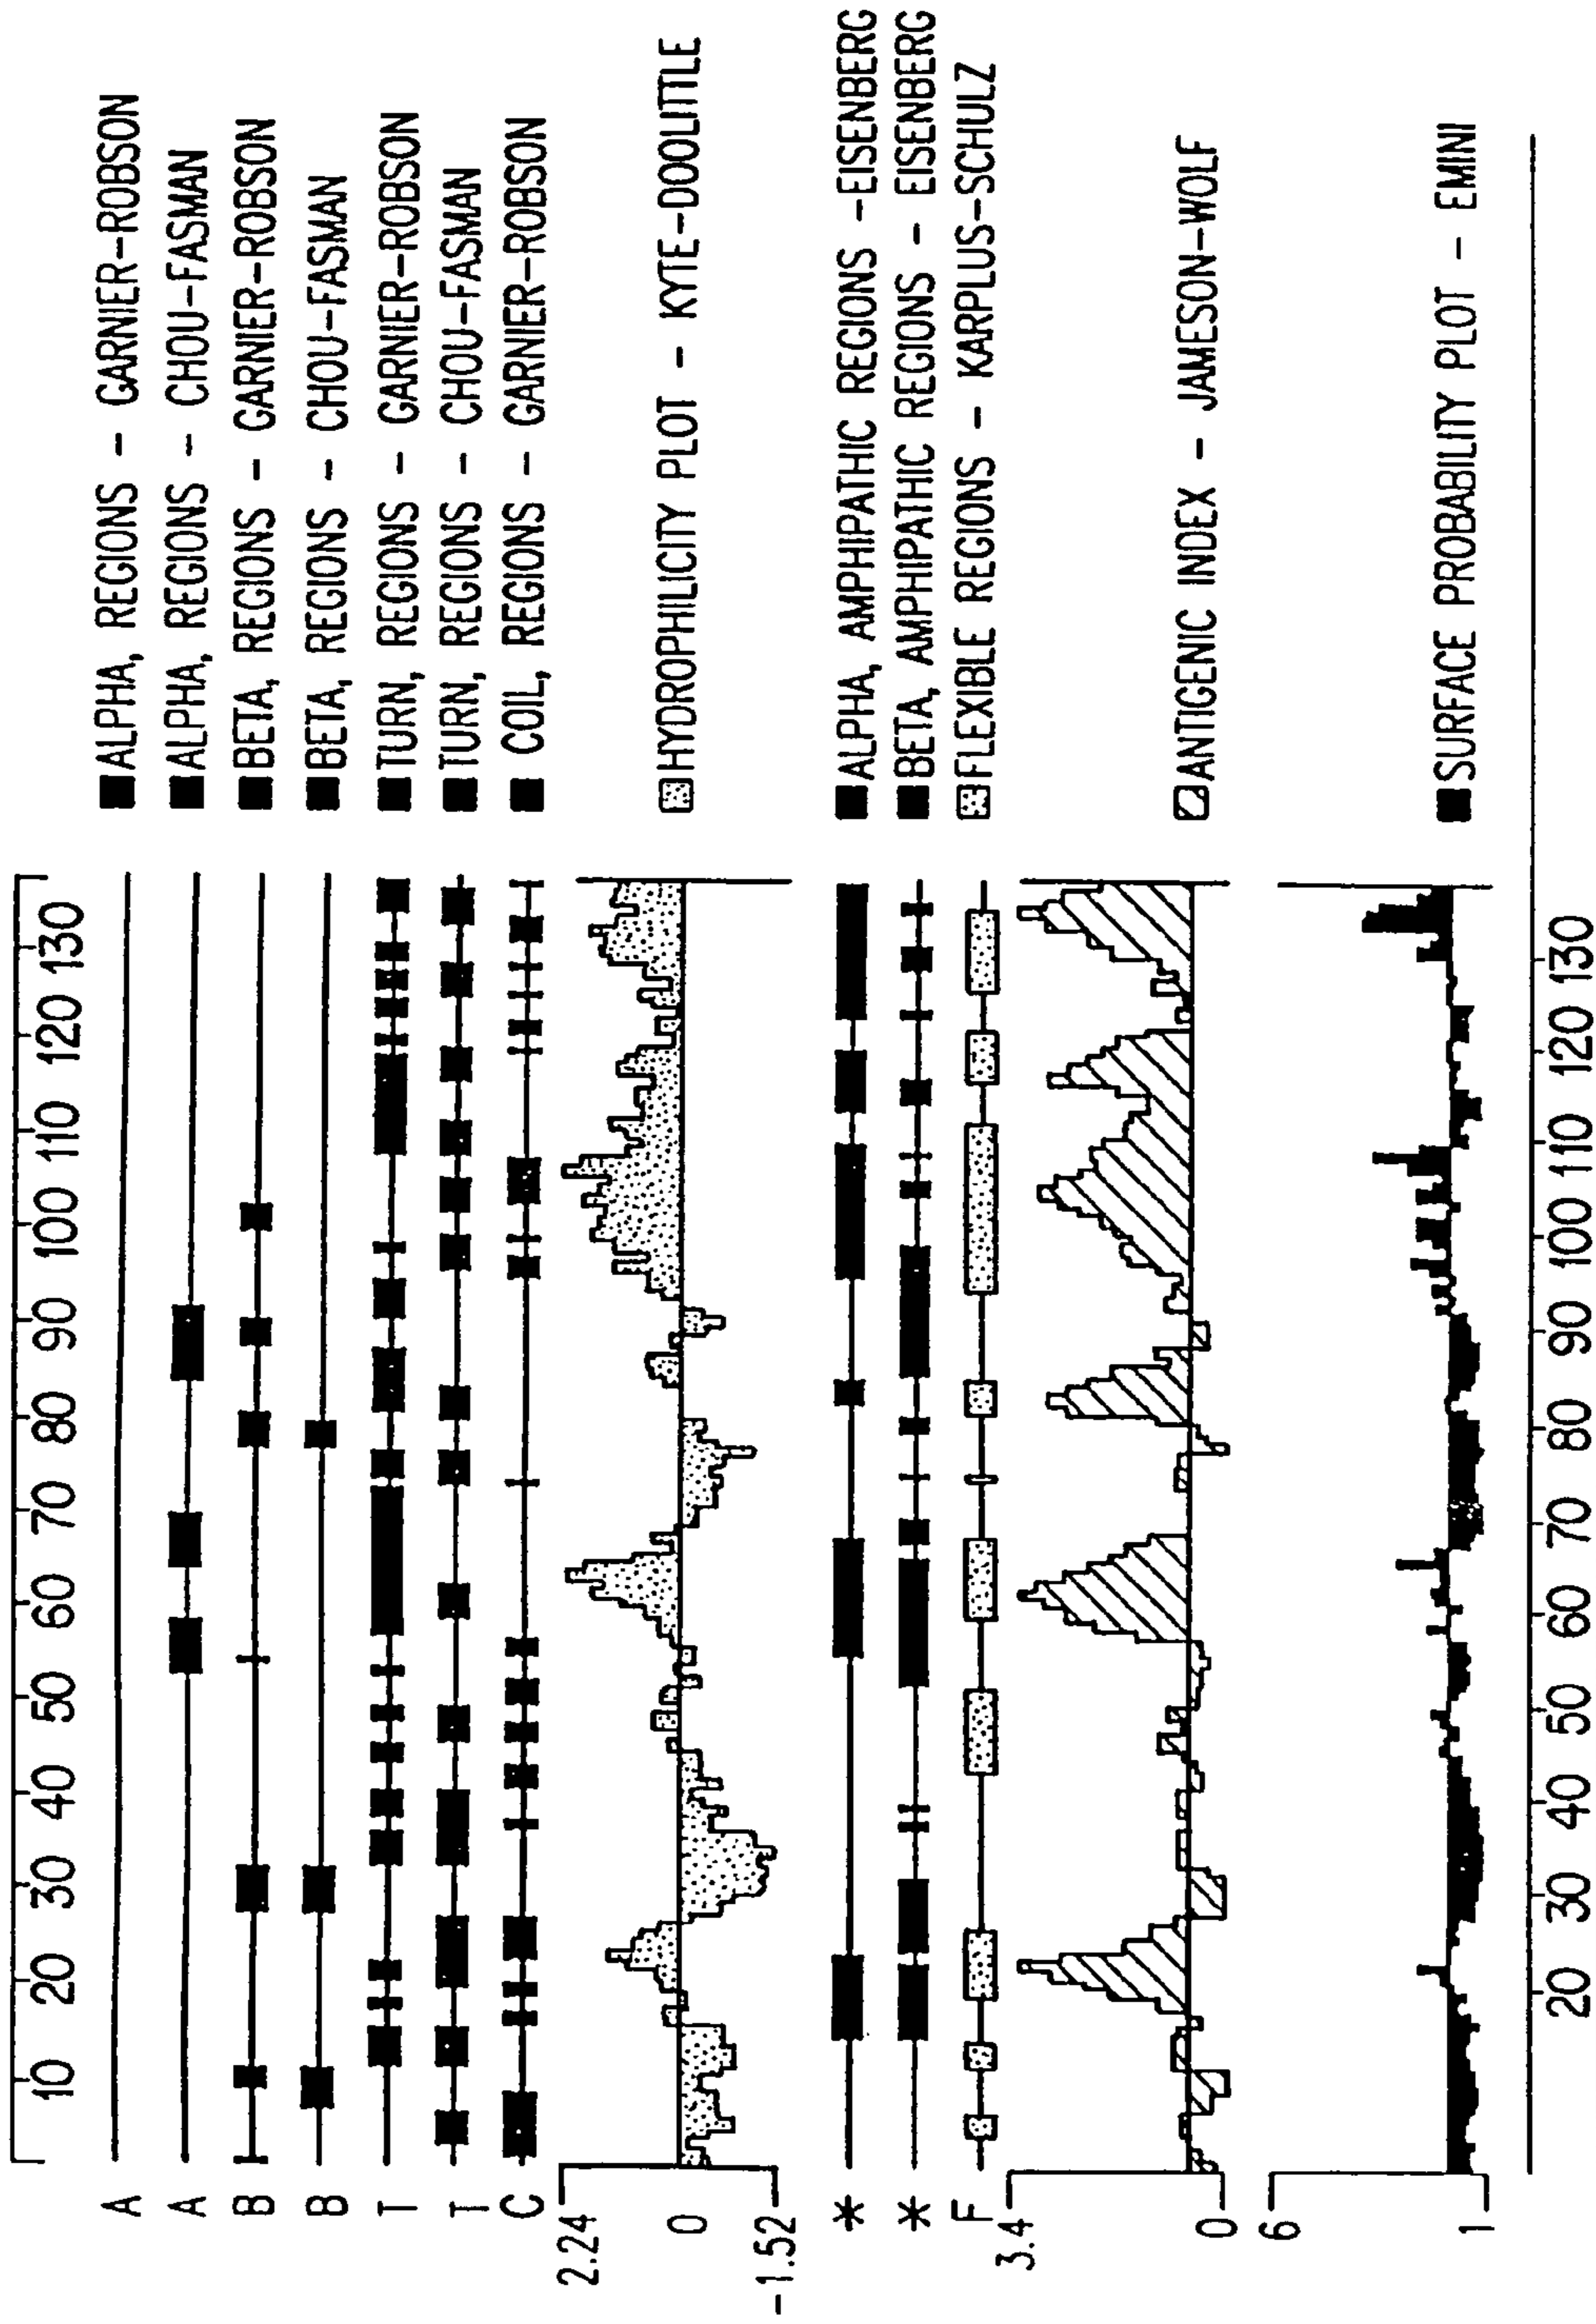 10 20 30 40 50 60 70 80 90 100 110 120 130
A ALPHA, REGIONS - GARNIER-ROBSON
A ALPHA, REGIONS - CHOU-FASMAN
B BETA, REGIONS - GARNIER-ROBSON
B BETA, REGIONS - CHOU-FASMAN
T TURN, REGIONS - GARNIER-ROBSON
T TURN, REGIONS - CHOU-FASMAN
C COIL, REGIONS - GARNIER-ROBSON
2.24
0 HYDROPHILICITY PLOT - KYTE-DOOLITTLE
-1.52
* ALPHA, AMPHIPATHIC REGIONS -EISENBERG
* BETA, AMPHIPATHIC REGIONS - EISENBERG
F FLEXIBLE REGIONS - KARPLUS-SCHULZ
3.4
ANTIGENIC INDEX - JAMESON-WOLF
0
6
SURFACE PROBABILITY PLOT - EMINI
1
20 30 40 50 60 70 80 90 100 110 120 130